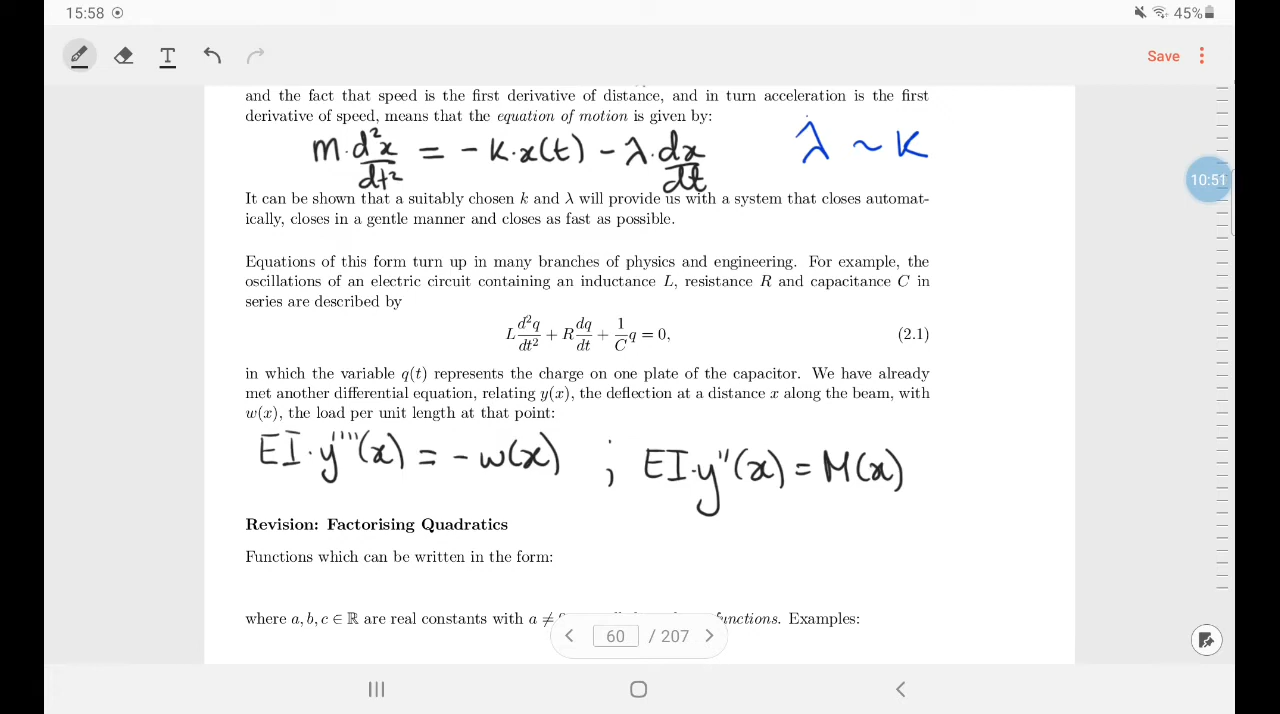 15:58
45%
T
Save
and the fact that speed is the first derivative of distance, and in turn acceleration is the first
derivative of speed, means that the equation of motion is given by:
m·d²x/dt² = -k·x(t) - λ·dx/dt    λ ~ k
10:51
It can be shown that a suitably chosen k and λ will provide us with a system that closes automat-
ically, closes in a gentle manner and closes as fast as possible.
Equations of this form turn up in many branches of physics and engineering. For example, the
oscillations of an electric circuit containing an inductance L, resistance R and capacitance C in
series are described by
L d²q/dt² + R dq/dt + 1/C q = 0, (2.1)
in which the variable q(t) represents the charge on one plate of the capacitor. We have already
met another differential equation, relating y(x), the deflection at a distance x along the beam, with
w(x), the load per unit length at that point:
EI·y''''(x) = -w(x) ; EI·y''(x) = M(x)
Revision: Factorising Quadratics
Functions which can be written in the form:
where a, b, c ∈ ℝ are real constants with a ≠ functions. Examples:
60 / 207